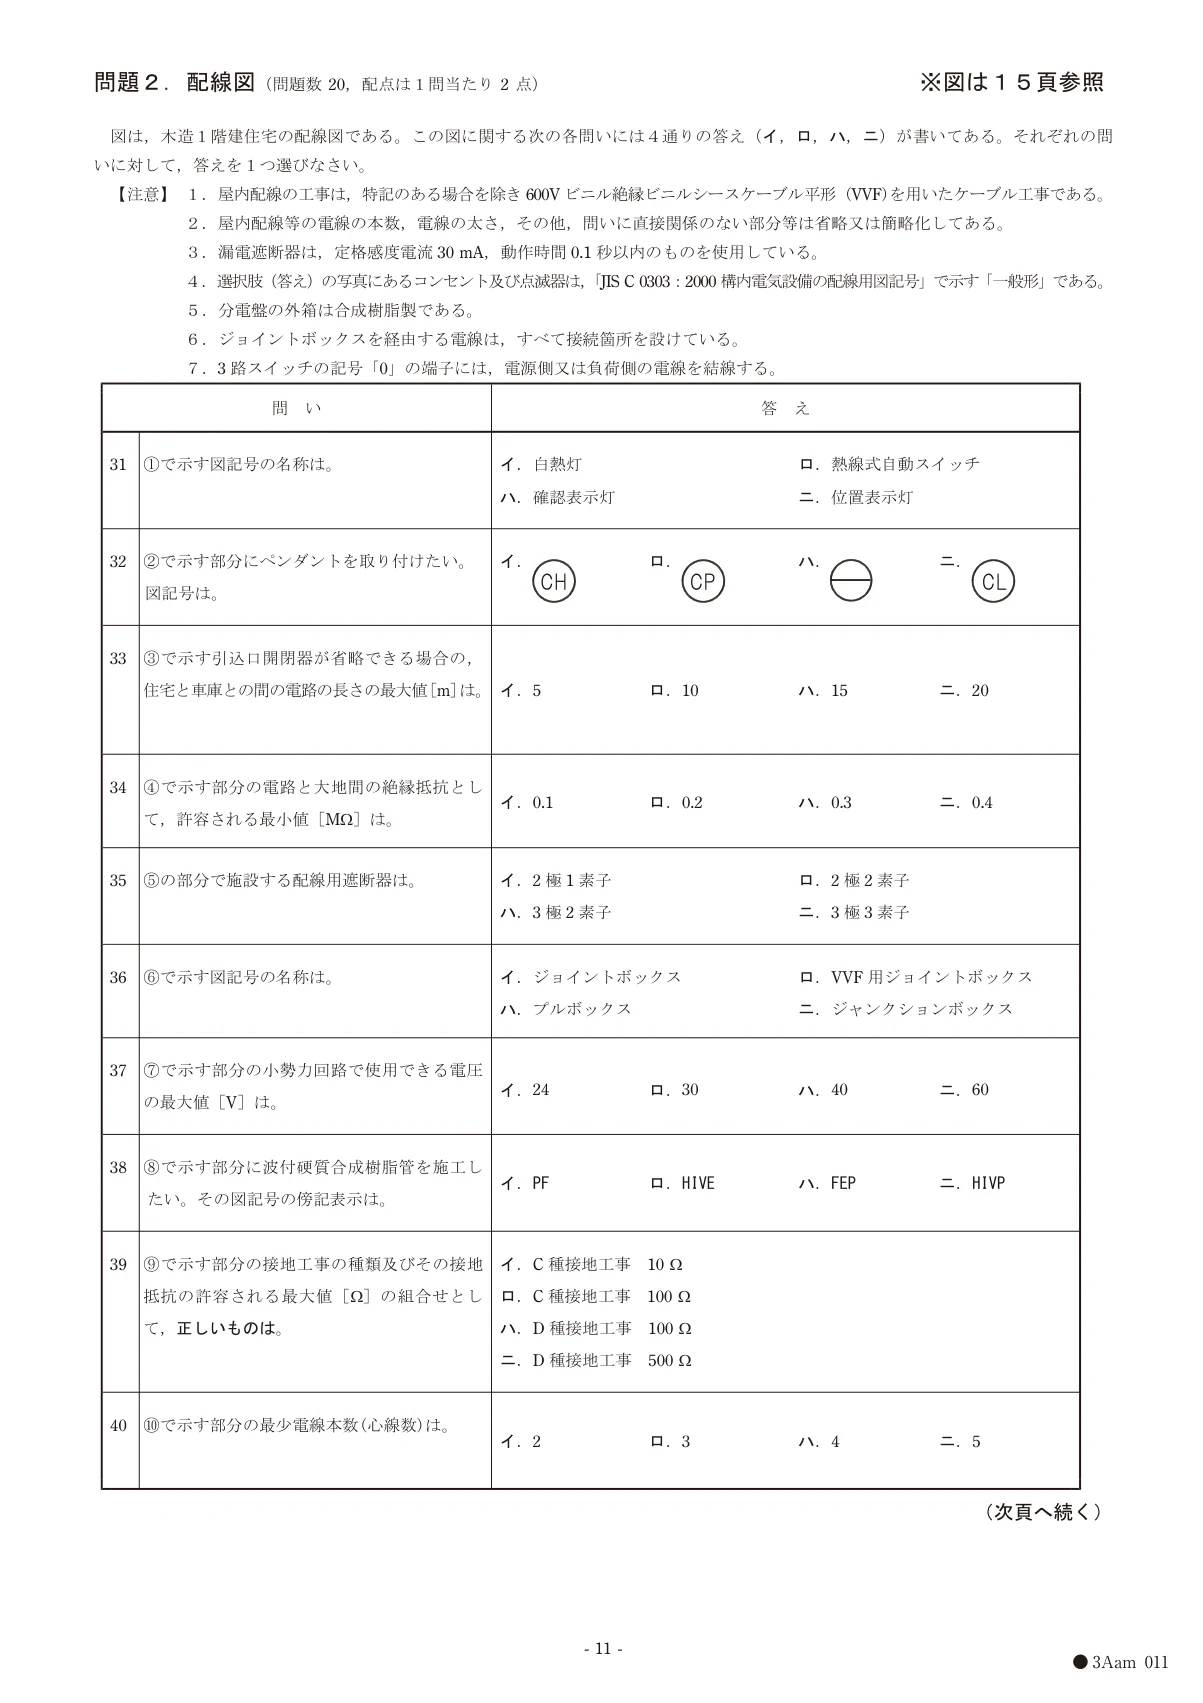 問題２．配線図（問題数 20，配点は 1 問当たり 2 点）　※図は１５頁参照
図は，木造 1 階建住宅の配線図である。この図に関する次の各問いには 4 通りの答え（イ，ロ，ハ，ニ）が書いてある。それぞれの問
いに対して，答えを 1 つ選びなさい。
【注意】　１．屋内配線の工事は，特記のある場合を除き 600V ビニル絶縁ビニルシースケーブル平形（VVF）を用いたケーブル工事である。
２．屋内配線等の電線の本数，電線の太さ，その他，問いに直接関係のない部分等は省略又は簡略化してある。
３．漏電遮断器は，定格感度電流 30 mA，動作時間 0.1 秒以内のものを使用している。
４．選択肢（答え）の写真にあるコンセント及び点滅器は，「JIS C 0303：2000 構内電気設備の配線用図記号」で示す「一般形」である。
５．分電盤の外箱は合成樹脂製である。
６．ジョイントボックスを経由する電線は，すべて接続箇所を設けている。
７．3 路スイッチの記号「0」の端子には，電源側又は負荷側の電線を結線する。
問　い　答　え
31　①で示す図記号の名称は。　イ．白熱灯　ロ．熱線式自動スイッチ
ハ．確認表示灯　ニ．位置表示灯
32　②で示す部分にペンダントを取り付けたい。　イ．CH　ロ．CP　ハ．　ニ．CL
図記号は。
33　③で示す引込口開閉器が省略できる場合の，
住宅と車庫との間の電路の長さの最大値［m］は。　イ．5　ロ．10　ハ．15　ニ．20
34　④で示す部分の電路と大地間の絶縁抵抗とし
て，許容される最小値［MΩ］は。　イ．0.1　ロ．0.2　ハ．0.3　ニ．0.4
35　⑤の部分で施設する配線用遮断器は。　イ．2 極 1 素子　ロ．2 極 2 素子
ハ．3 極 2 素子　ニ．3 極 3 素子
36　⑥で示す図記号の名称は。　イ．ジョイントボックス　ロ．VVF 用ジョイントボックス
ハ．プルボックス　ニ．ジャンクションボックス
37　⑦で示す部分の小勢力回路で使用できる電圧
の最大値［V］は。　イ．24　ロ．30　ハ．40　ニ．60
38　⑧で示す部分に波付硬質合成樹脂管を施工し
たい。その図記号の傍記表示は。　イ．PF　ロ．HIVE　ハ．FEP　ニ．HIVP
39　⑨で示す部分の接地工事の種類及びその接地　イ．C 種接地工事　10 Ω
抵抗の許容される最大値［Ω］の組合せとし　ロ．C 種接地工事　100 Ω
て，正しいものは。　ハ．D 種接地工事　100 Ω
ニ．D 種接地工事　500 Ω
40　⑩で示す部分の最少電線本数（心線数）は。　イ．2　ロ．3　ハ．4　ニ．5
（次頁へ続く）
- 11 -
●3Aam 011